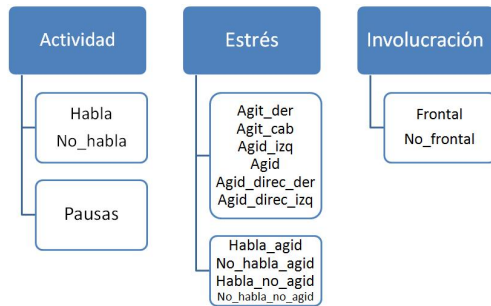 Actividad
Habla
No_habla
Pausas
Estrés
Agit_der
Agit_cab
Agid_izq
Agid
Agid_direc_der
Agid_direc_izq
Habla_agid
No_habla_agid
Habla_no_agid
No_habla_no_agid
Involucración
Frontal
No_frontal